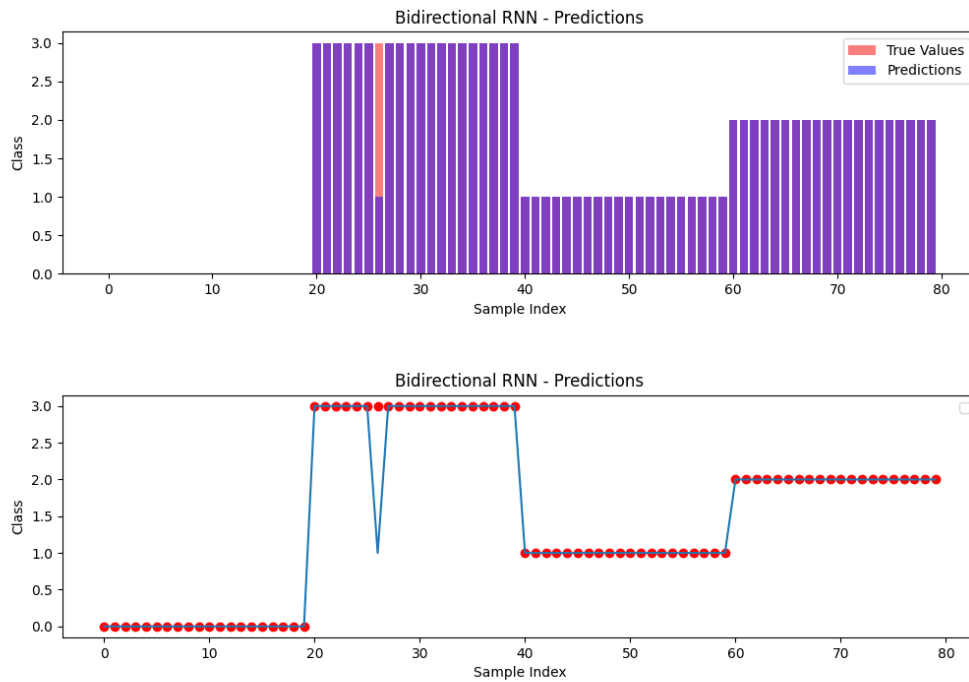 Bidirectional RNN - Predictions
3.0
2.5
2.0
1.5
1.0
0.5
0.0
Class
True Values
Predictions
0 10 20 30 40 50 60 70 80
Sample Index
Bidirectional RNN - Predictions
3.0
2.5
2.0
1.5
1.0
0.5
0.0
Class
0 10 20 30 40 50 60 70 80
Sample Index